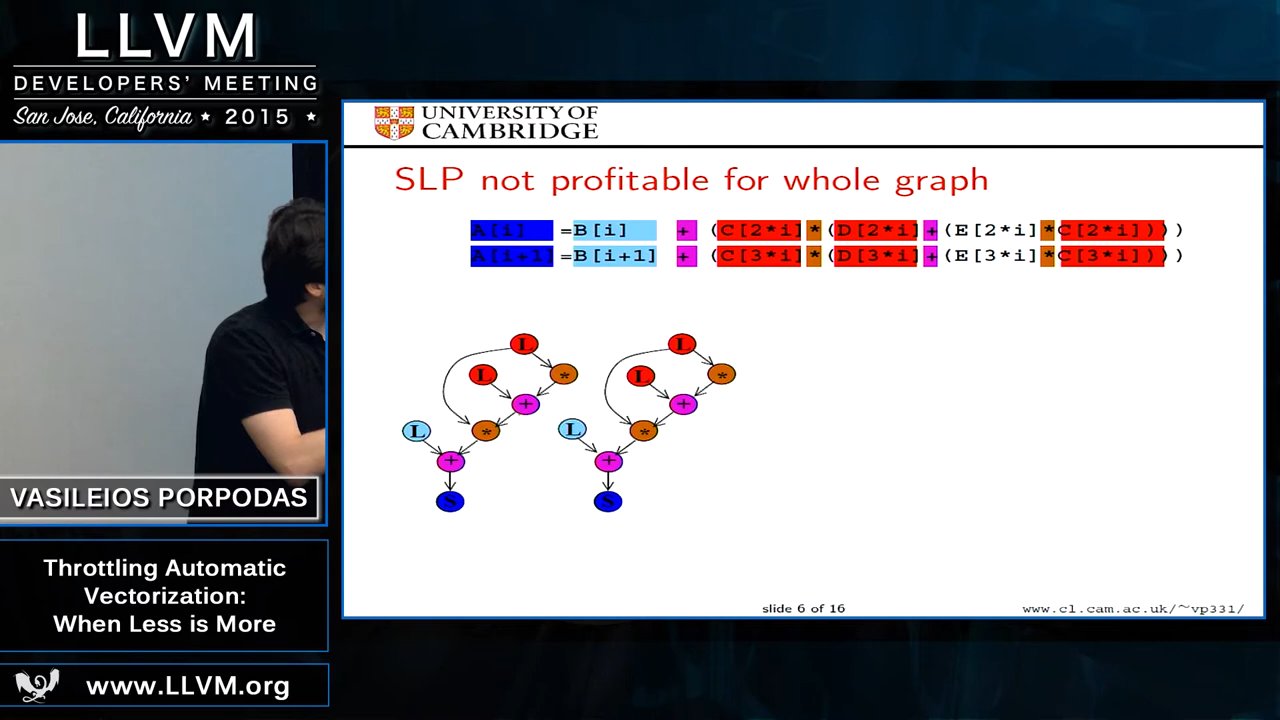 LLVM
DEVELOPERS' MEETING
San Jose, California ★ 2015 ★
UNIVERSITY OF
CAMBRIDGE
SLP not profitable for whole graph
A[i] =B[i] + (C[2*i]*(D[2*i]+(E[2*i]*C[2*i])))
A[i+1]=B[i+1] + (C[3*i]*(D[3*i]+(E[3*i]*C[3*i])))
L L
L * L *
+ +
L * L *
+ +
S S
slide 6 of 16 www.cl.cam.ac.uk/~vp331/
VASILEIOS PORPODAS
Throttling Automatic
Vectorization:
When Less is More
www.LLVM.org